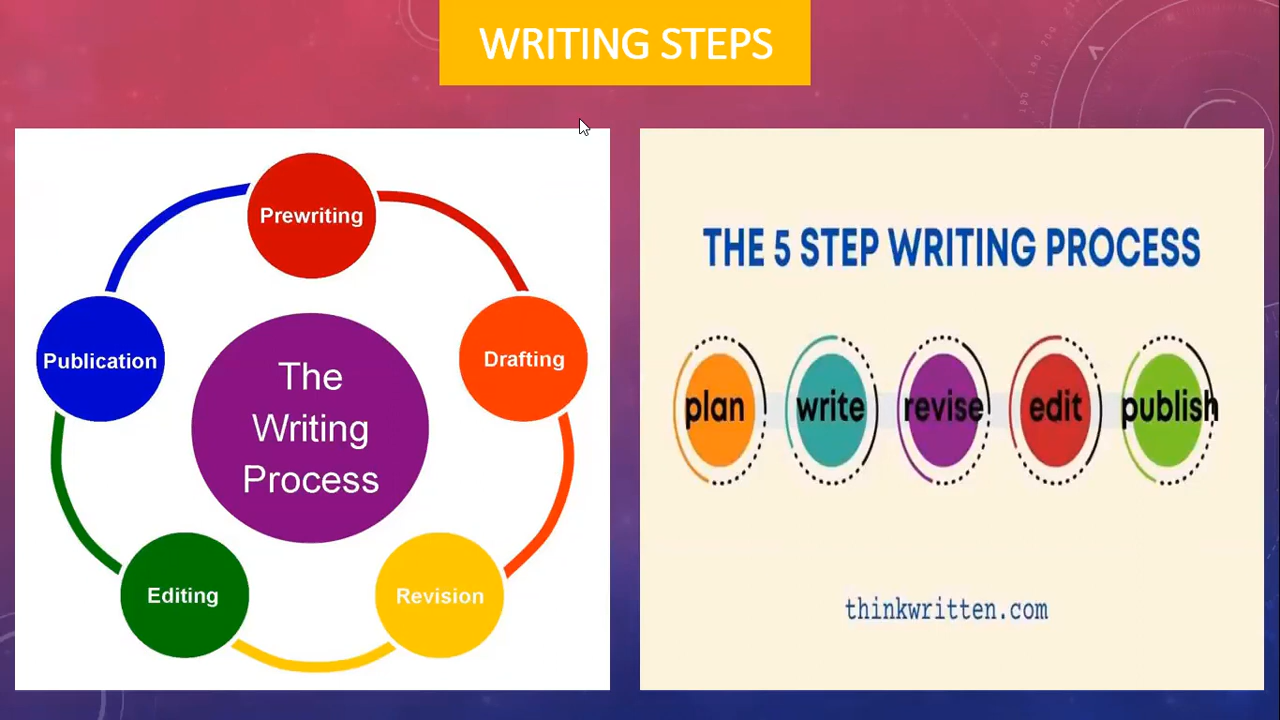 WRITING STEPS
Prewriting
Publication
Drafting
The
Writing
Process
Editing
Revision
THE 5 STEP WRITING PROCESS
plan
write
revise
edit
publish
thinkwritten.com